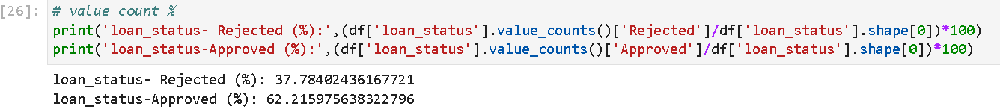 [26]: # value count %
print('loan_status- Rejected (%):',(df['loan_status'].value_counts()['Rejected']/df['loan_status'].shape[0])*100)
print('loan_status-Approved (%):',(df['loan_status'].value_counts()['Approved']/df['loan_status'].shape[0])*100)
loan_status- Rejected (%): 37.78402436167721
loan_status-Approved (%): 62.215975638322796